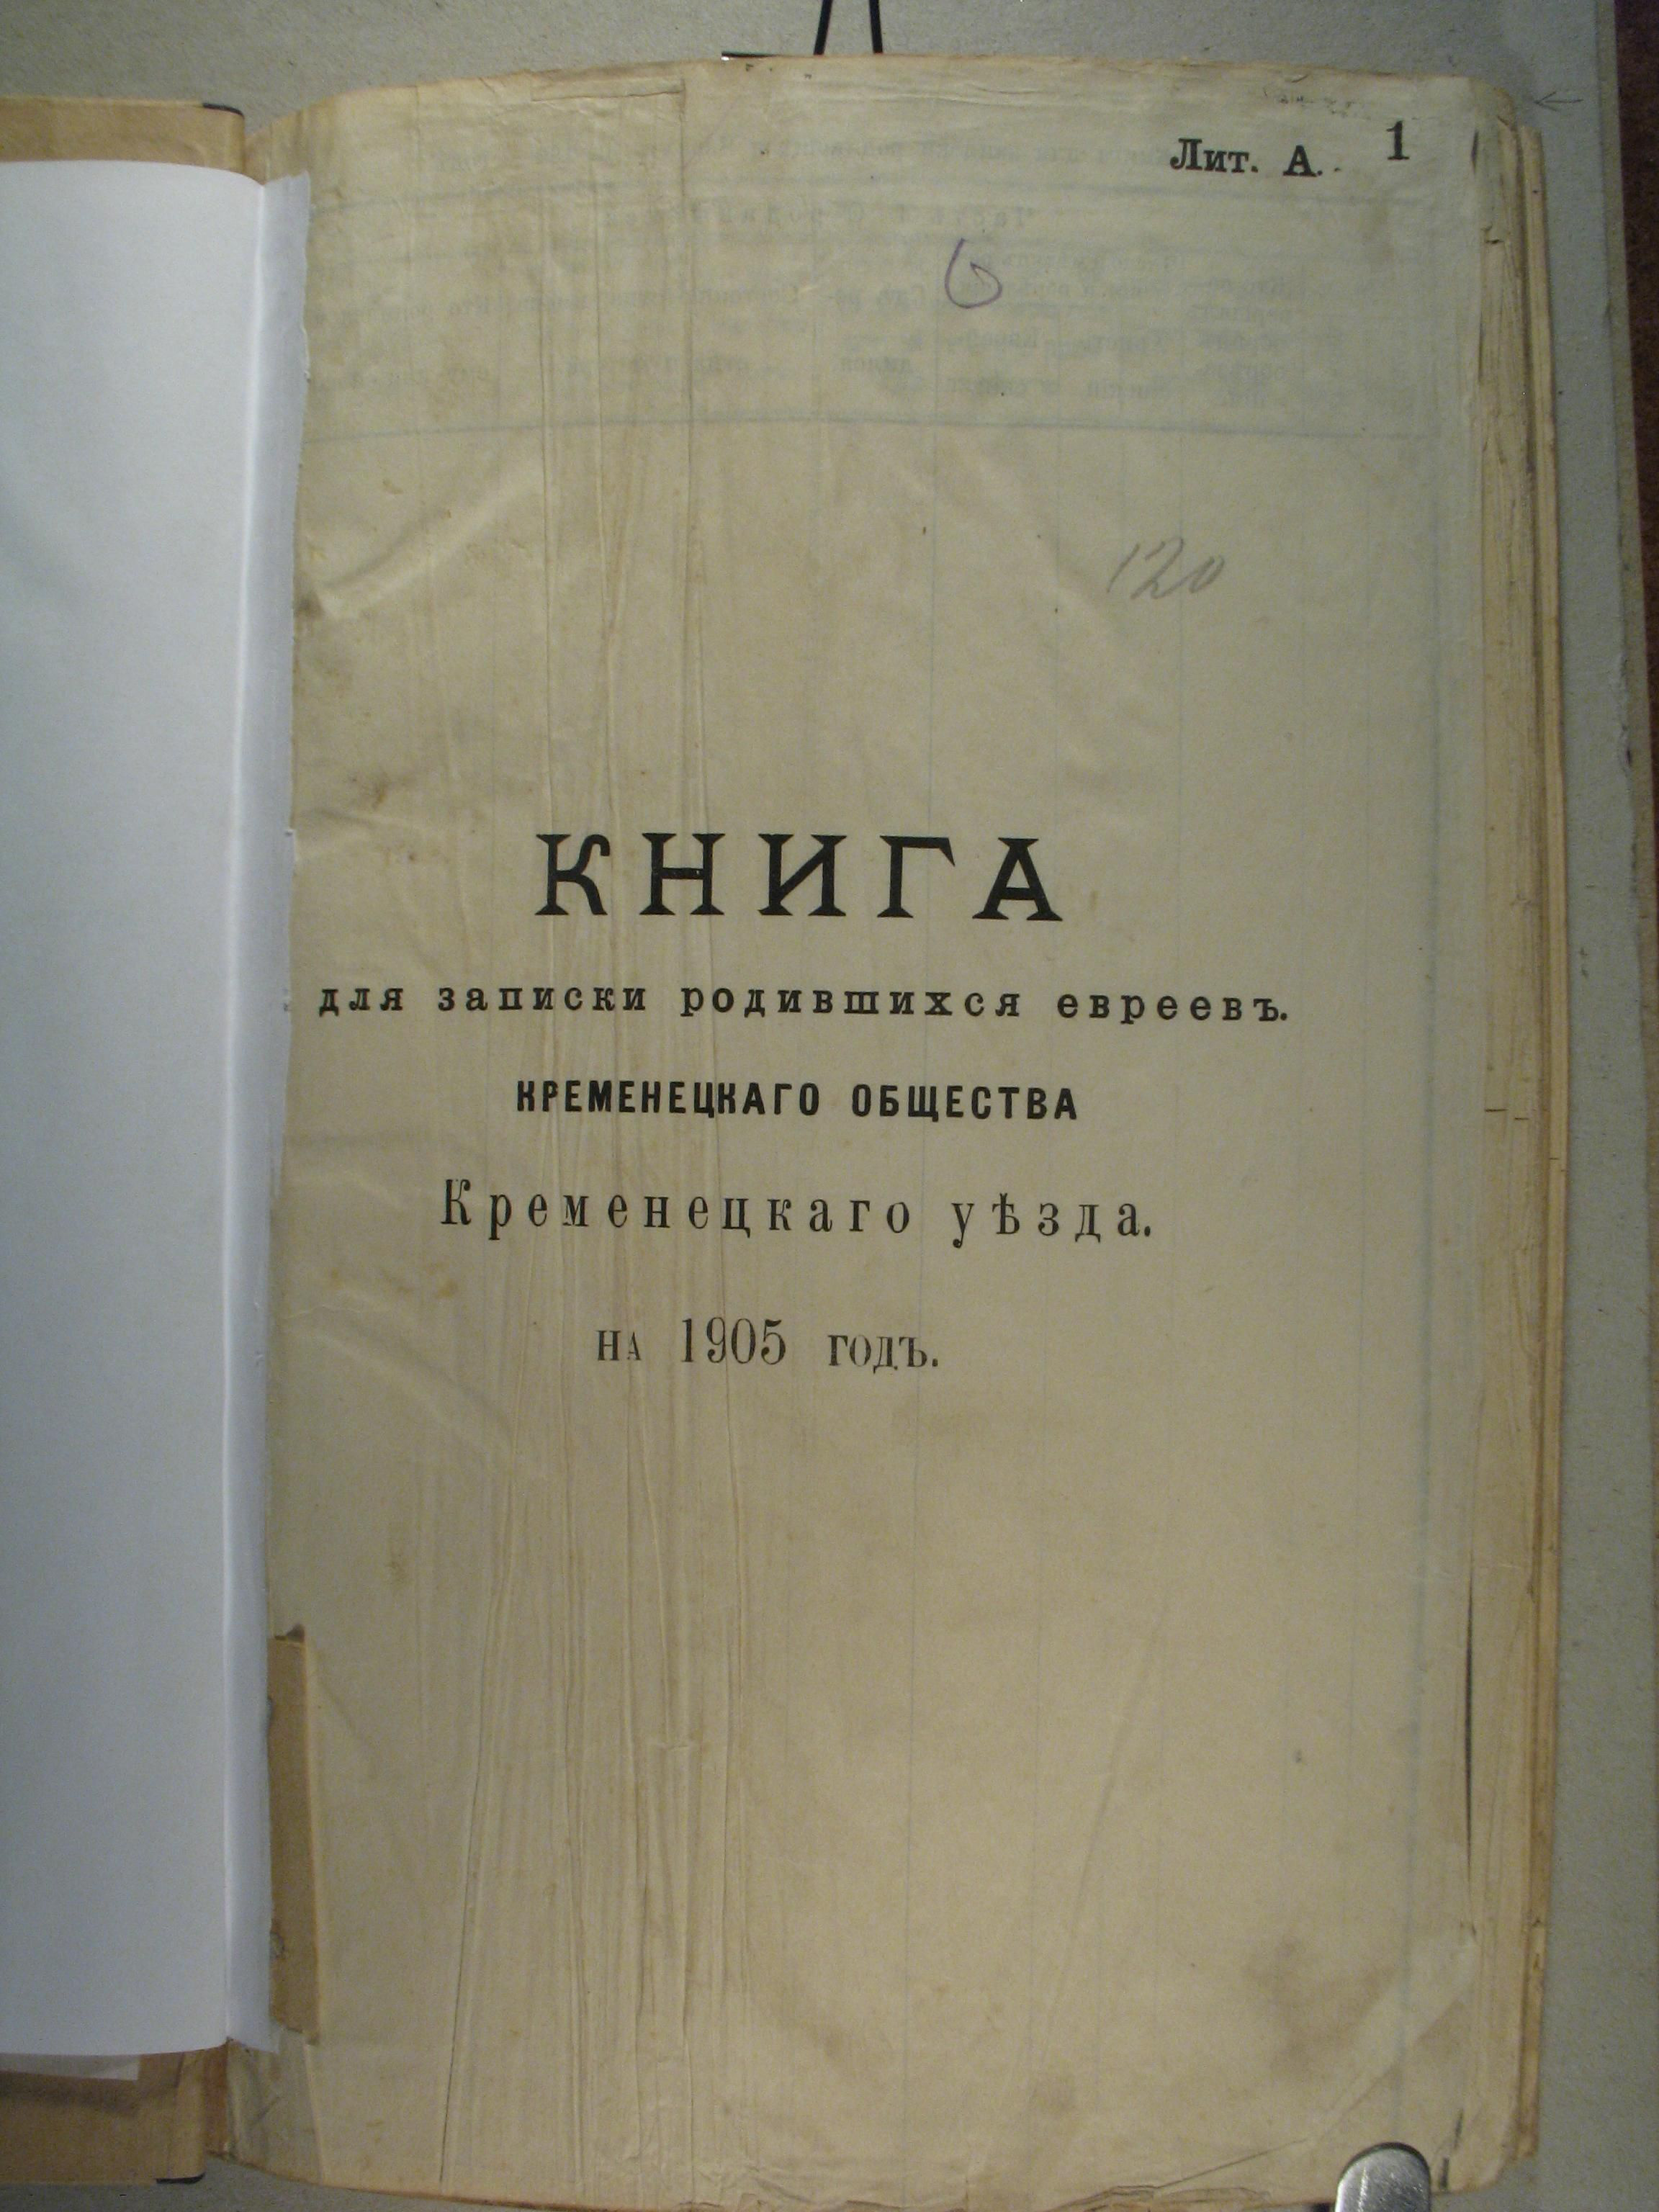 Лит. А. 1
6
120
КНИГА
для записки родившихся евреевъ.
КРЕМЕНЕЦКАГО ОБЩЕСТВА
Кременецкаго уѣзда.
на 1905 годъ.